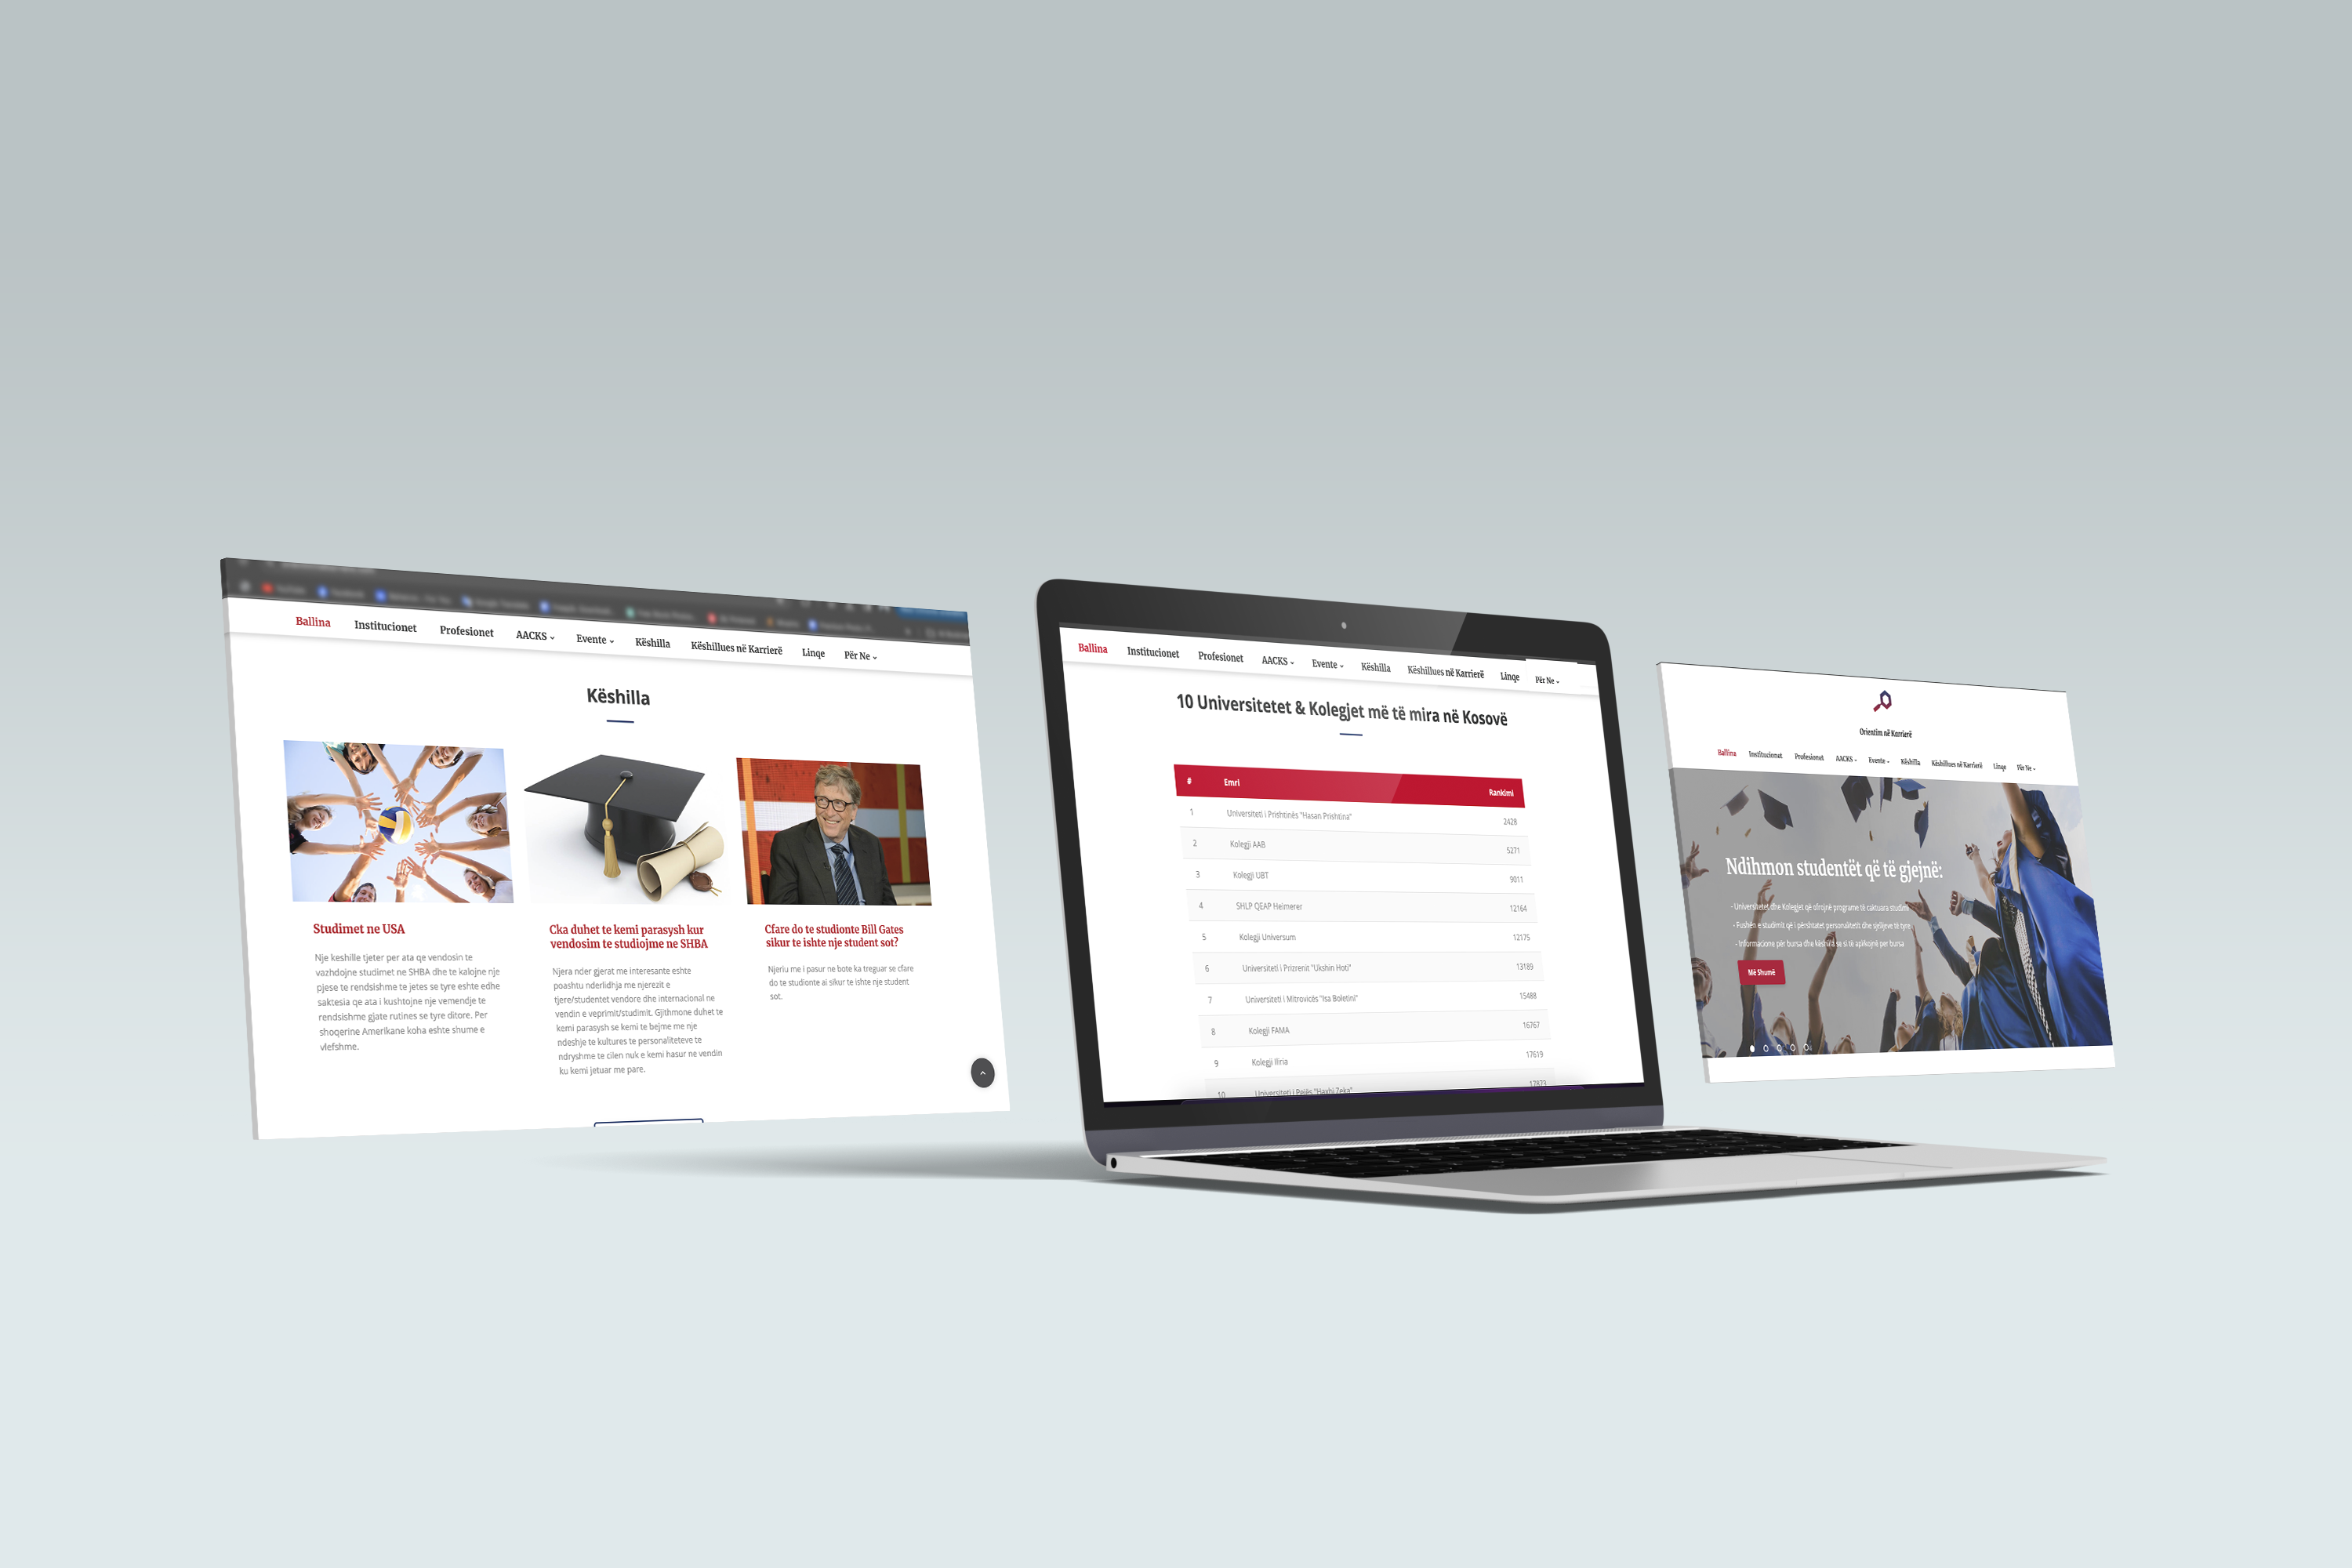 Ballina Institucionet Profesionet AACKS Evente Këshilla Këshillues në Karrierë Linqe Për Ne
Këshilla
Studimet ne USA
Nje keshille tjeter per ata qe vendosin te
vazhdojne studimet ne SHBA dhe te kalojne nje
pjese te rendsishme te jetes se tyre eshte edhe
saktesia qe ata i kushtojne nje vemendje te
rendsishme gjate rutines se tyre ditore. Per
shoqerine Amerikane koha eshte shume e
vlefshme.
Cka duhet te kemi parasysh kur
vendosim te studiojme ne SHBA
Njera nder gjerat me interesante eshte
poashtu nderlidhja me njerezit e
tjere/studentet vendore dhe internacional ne
vendin e veprimit/studimit. Gjithmone duhet te
kemi parasysh se kemi te bejme me nje
ndeshje te kultures te personaliteteve te
ndryshme te cilen nuk e kemi hasur ne vendin
ku kemi jetuar me pare.
Cfare do te studionte Bill Gates
sikur te ishte nje student sot?
Njeriu me i pasur ne bote ka treguar se cfare
do te studionte ai sikur te ishte nje student
sot.
Ballina Institucionet Profesionet AACKS Evente Këshilla Këshillues në Karrierë Linqe Për Ne
10 Universitetet & Kolegjet më të mira në Kosovë
# Emri Rankimi
1 Universiteti i Prishtinës "Hasan Prishtina" 2428
2 Kolegji AAB 5271
3 Kolegji UBT 9011
4 SHLP QEAP Heimerer 12164
5 Kolegji Universum 12175
6 Universiteti i Prizrenit "Ukshin Hoti" 13189
7 Universiteti i Mitrovicës "Isa Boletini" 15488
8 Kolegji FAMA 16767
9 Kolegji Iliria 17619
10 Universiteti i Pejës "Haxhi Zeka" 17873
Orientim në Karrierë
Ballina Institucionet Profesionet AACKS Evente Këshilla Këshillues në Karrierë Linqe Për Ne
Ndihmon studentët që të gjejnë:
- Universitetet dhe Kolegjet që ofrojnë programe të caktuara studimi
- Fushën e studimit që i përshtatet personalitetit dhe sjelljeve të tyre
- Informacione për bursa dhe këshilla se si të aplikojnë per bursa
Më Shumë